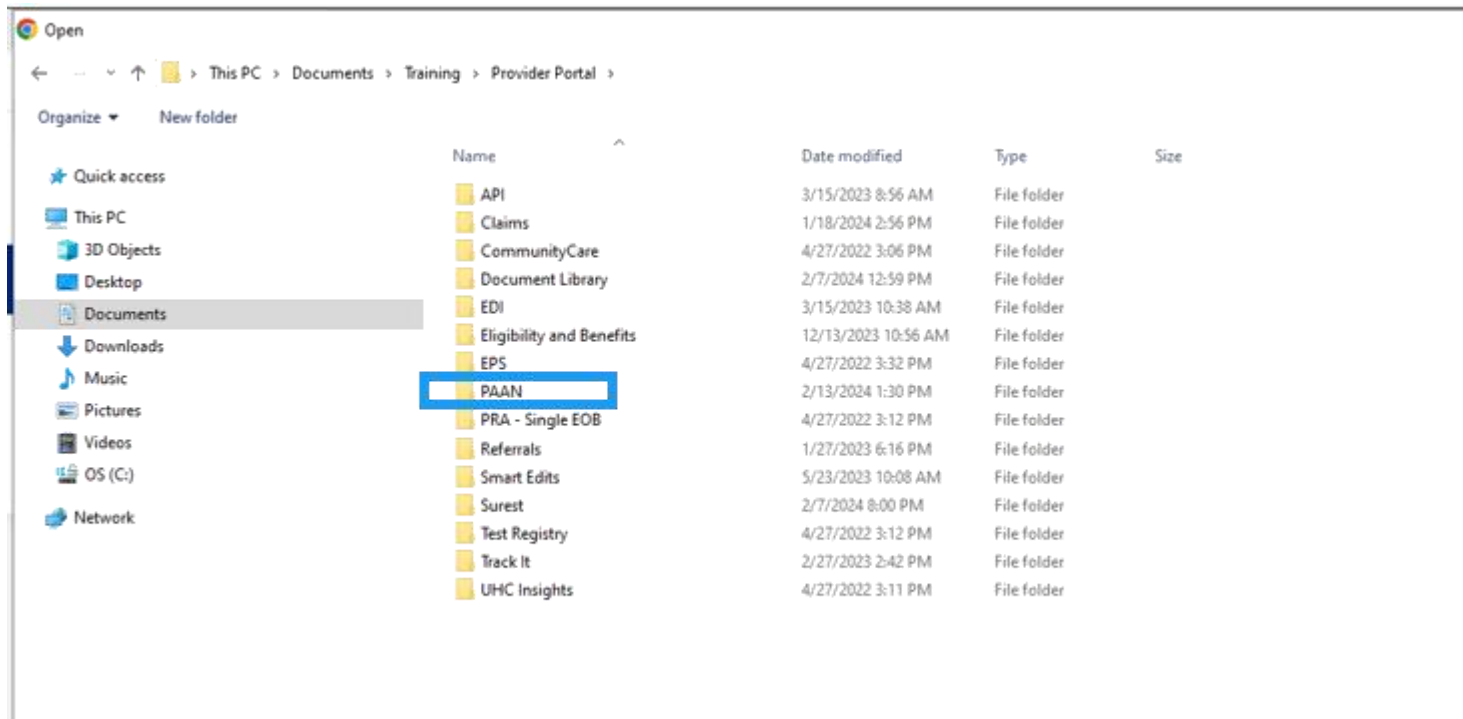 Open
This PC > Documents > Training > Provider Portal >
Organize New folder
Name Date modified Type Size
Quick access
This PC
3D Objects
Desktop
Documents
Downloads
Music
Pictures
Videos
OS (C:)
Network
API 3/15/2023 8:56 AM File folder
Claims 1/18/2024 2:56 PM File folder
CommunityCare 4/27/2022 3:06 PM File folder
Document Library 2/7/2024 12:59 PM File folder
EDI 3/15/2023 10:38 AM File folder
Eligibility and Benefits 12/13/2023 10:56 AM File folder
EPS 4/27/2022 3:32 PM File folder
PAAN 2/13/2024 1:30 PM File folder
PRA - Single EOB 4/27/2022 3:12 PM File folder
Referrals 1/27/2023 6:16 PM File folder
Smart Edits 5/23/2023 10:08 AM File folder
Surest 2/7/2024 8:00 PM File folder
Test Registry 4/27/2022 3:12 PM File folder
Track It 2/27/2023 2:42 PM File folder
UHC Insights 4/27/2022 3:11 PM File folder